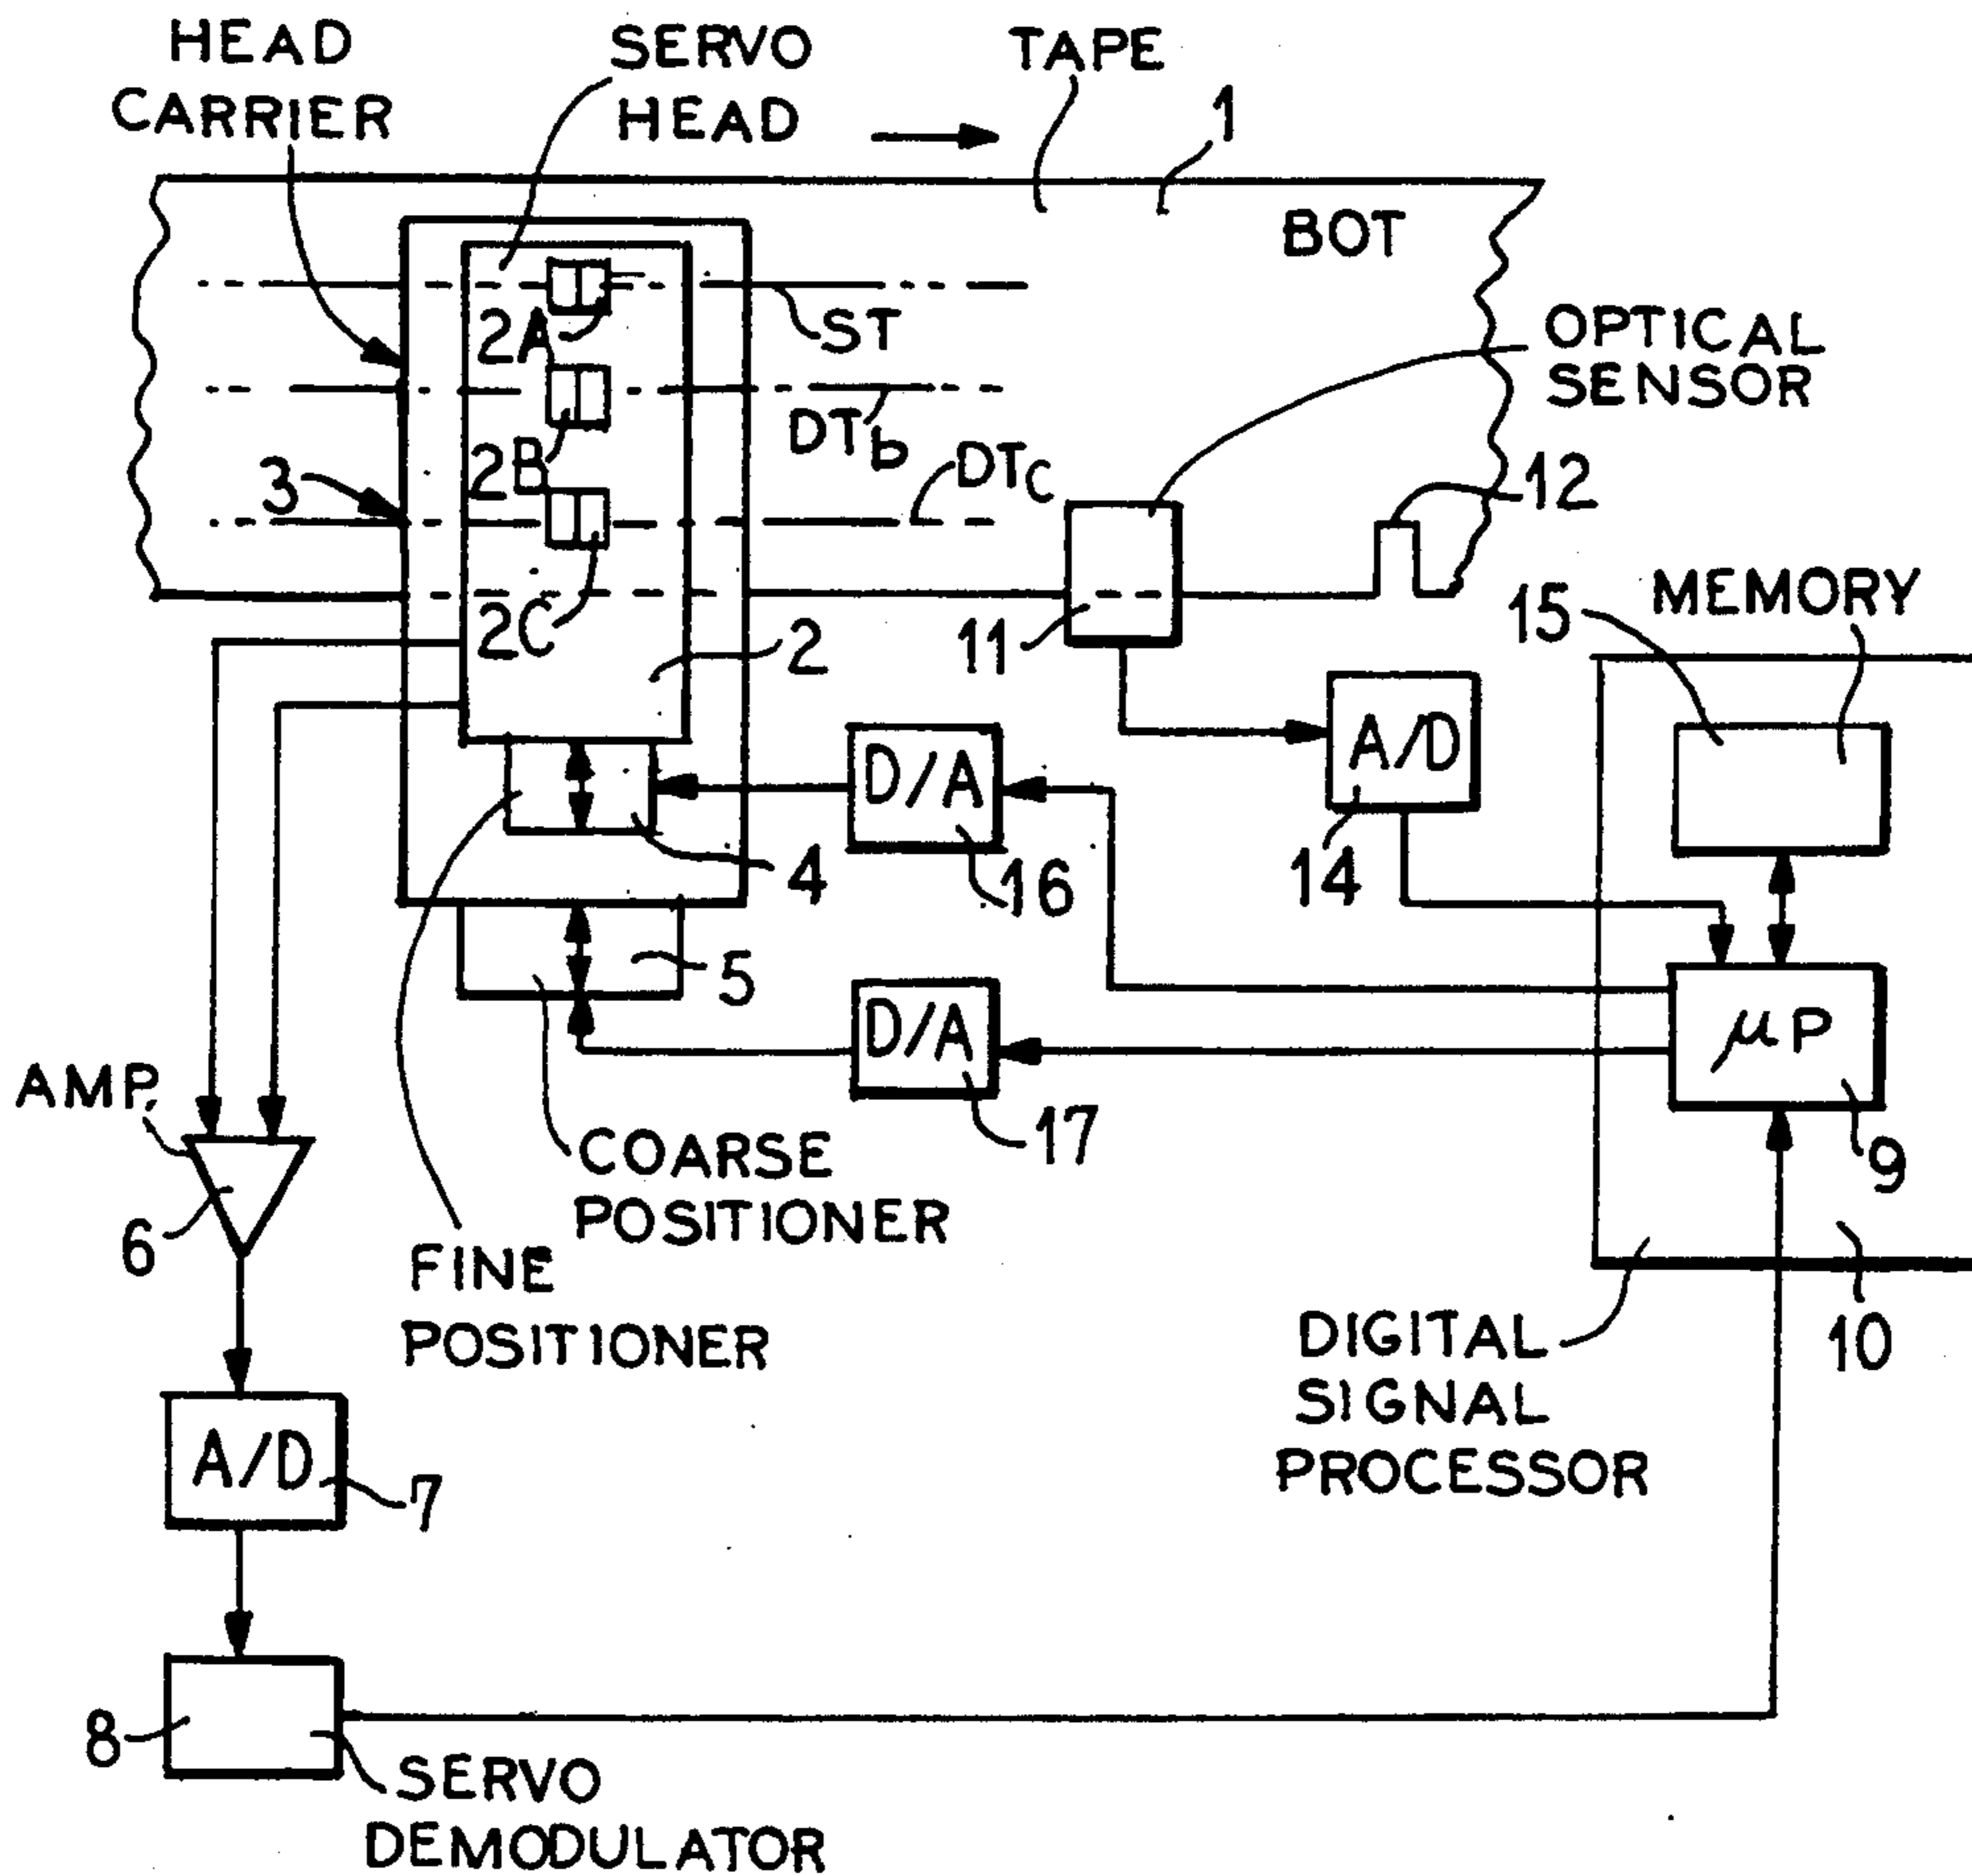 HEAD
CARRIER
SERVO
HEAD
TAPE
1
BOT
2A
ST
OPTICAL
SENSOR
DTb
2B
3
DTC
12
2C
2
11
15
MEMORY
A/D
D/A
4
16
14
5
D/A
μP
AMP.
17
COARSE
POSITIONER
9
6
FINE
POSITIONER
DIGITAL
SIGNAL
PROCESSOR
10
A/D
7
8
SERVO
DEMODULATOR